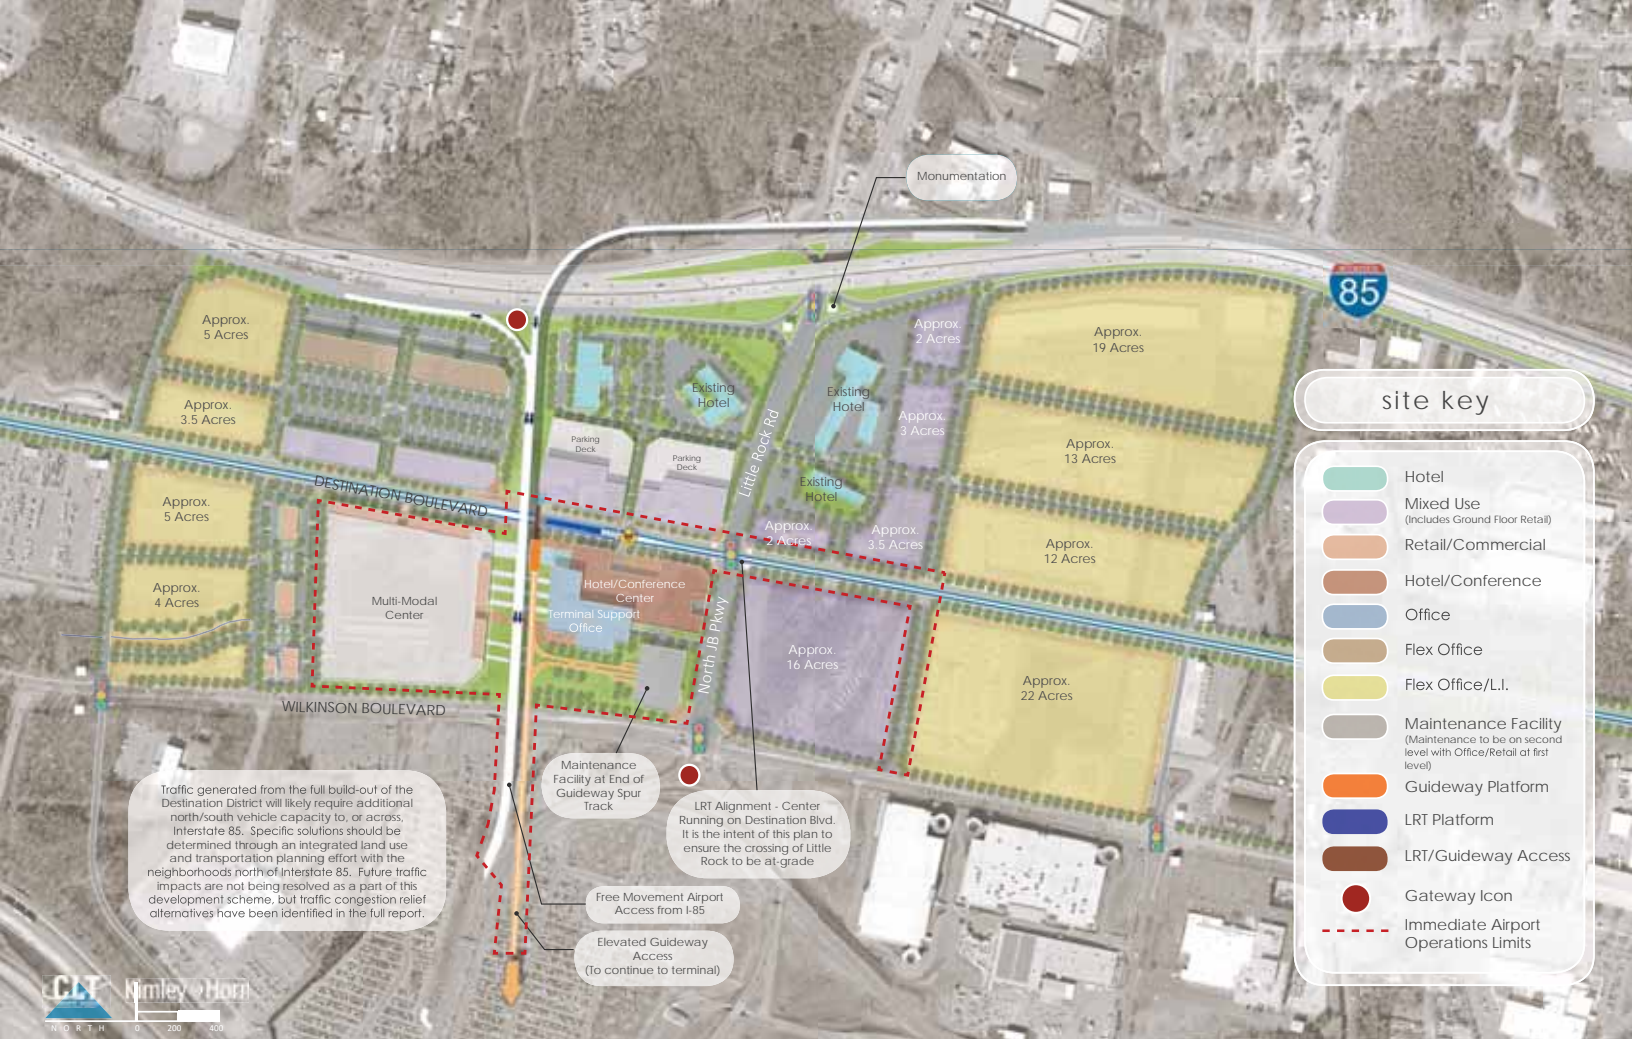 Monumentation
85
Approx.
5 Acres
Approx.
3.5 Acres
Approx.
5 Acres
Approx.
4 Acres
Existing
Hotel
Existing
Hotel
Existing
Hotel
Parking
Deck
Parking
Deck
Little Rock Rd
Approx.
2 Acres
Approx.
3 Acres
Approx.
2 Acres
Approx.
3.5 Acres
Approx.
19 Acres
Approx.
13 Acres
Approx.
12 Acres
Approx.
22 Acres
Approx.
16 Acres
DESTINATION BOULEVARD
Multi-Modal
Center
Hotel/Conference
Center
Terminal Support
Office
North JB Pkwy
WILKINSON BOULEVARD
Maintenance
Facility at End of
Guideway Spur
Track
LRT Alignment - Center
Running on Destination Blvd.
It is the intent of this plan to
ensure the crossing of Little
Rock to be at-grade
Free Movement Airport
Access from I-85
Elevated Guideway
Access
(To continue to terminal)
Traffic generated from the full build-out of the
Destination District will likely require additional
north/south vehicle capacity to, or across,
Interstate 85.  Specific solutions should be
determined through an integrated land use
and transportation planning effort with the
neighborhoods north of Interstate 85.  Future traffic
impacts are not being resolved as a part of this
development scheme, but traffic congestion relief
alternatives have been identified in the full report.
site key
Hotel
Mixed Use
(Includes Ground Floor Retail)
Retail/Commercial
Hotel/Conference
Office
Flex Office
Flex Office/L.I.
Maintenance Facility
(Maintenance to be on second
level with Office/Retail at first
level)
Guideway Platform
LRT Platform
LRT/Guideway Access
Gateway Icon
Immediate Airport
Operations Limits
CLT
Kimley-Horn
NORTH
0 200 400